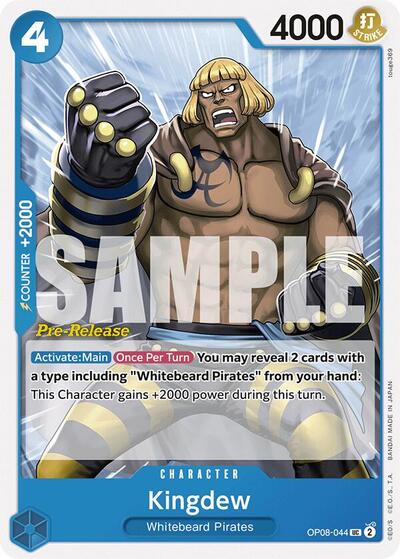 4
4000
打
STRIKE
touge369
COUNTER +2000
SAMPLE
Pre-Release
Activate:Main Once Per Turn You may reveal 2 cards with
a type including "Whitebeard Pirates" from your hand:
This Character gains +2000 power during this turn.
CHARACTER
Kingdew
Whitebeard Pirates
OP08-044 UC 2
©E.O./S. ©E.O./S., T.A. BANDAI MADE IN JAPAN